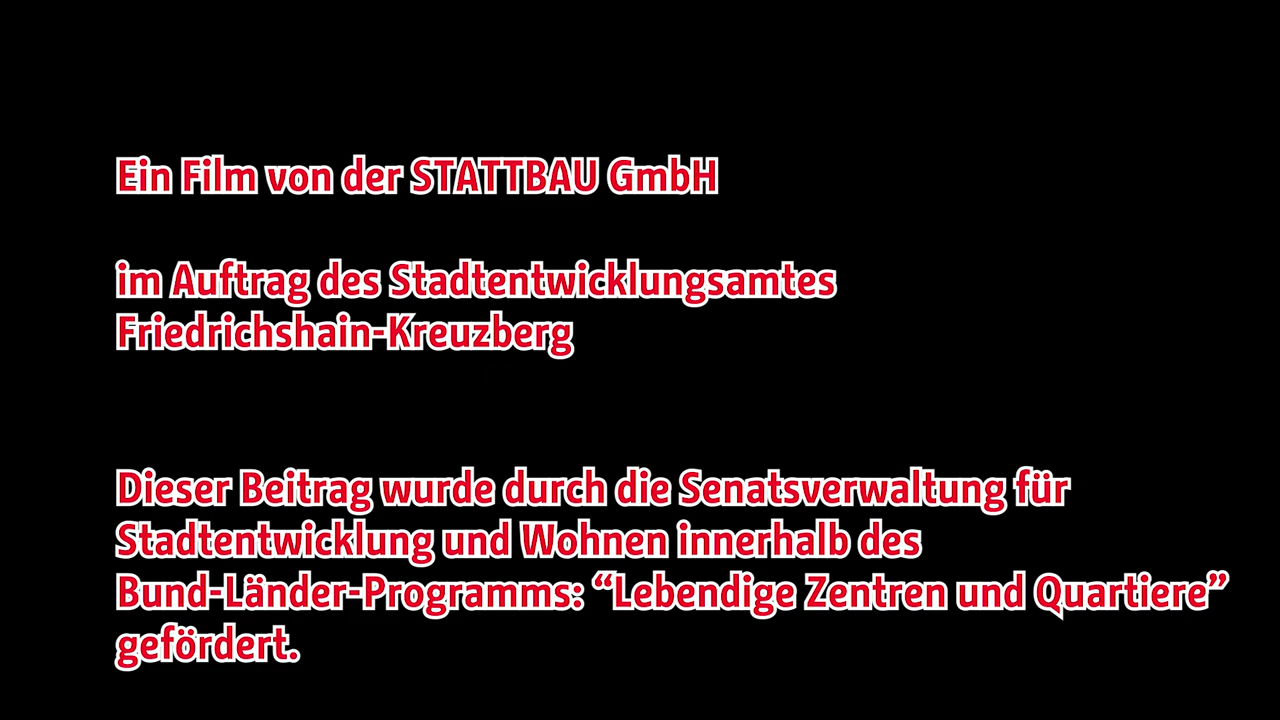 Ein Film von der STATTBAU GmbH
im Auftrag des Stadtentwicklungsamtes
Friedrichshain-Kreuzberg
Dieser Beitrag wurde durch die Senatsverwaltung für
Stadtentwicklung und Wohnen innerhalb des
Bund-Länder-Programms: “Lebendige Zentren und Quartiere”
gefördert.